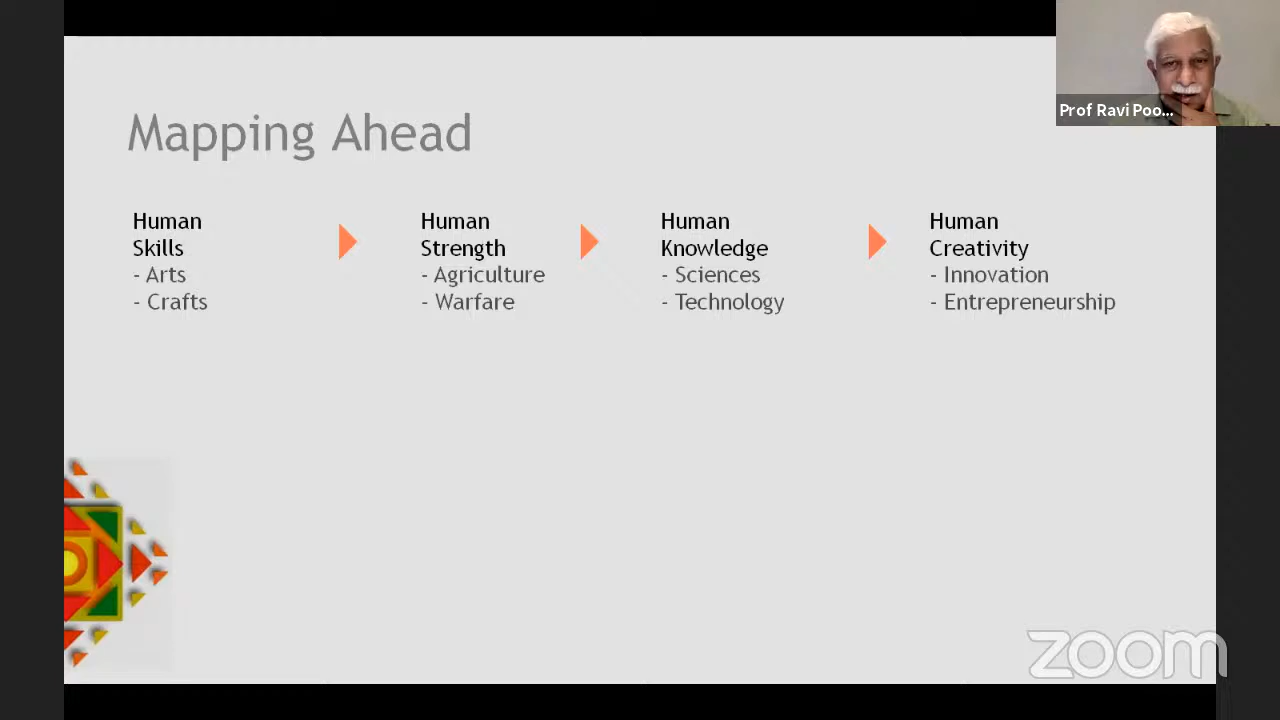 Mapping Ahead
Human
Skills
- Arts
- Crafts
Human
Strength
- Agriculture
- Warfare
Human
Knowledge
- Sciences
- Technology
Human
Creativity
- Innovation
- Entrepreneurship
Prof Ravi Poo...
zoom